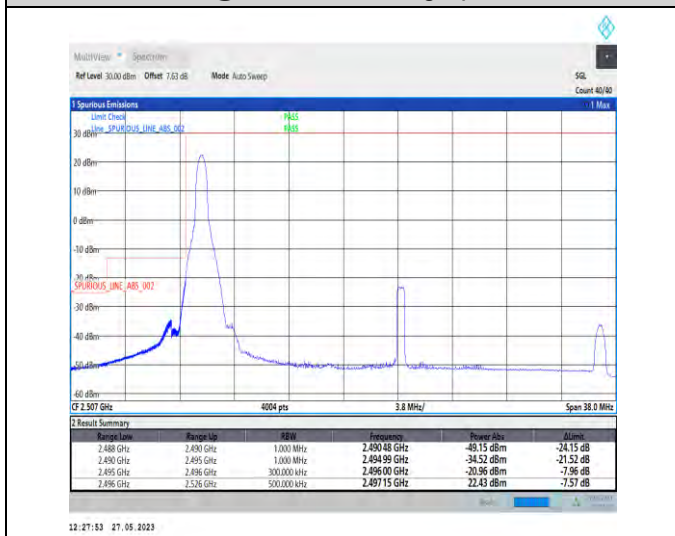 MultiView Spectrum
Ref Level 30.00 dBm Offset 7.63 dB Mode Auto Sweep SGL
Count 40/40
1 Spurious Emissions 1 Max
Limit Check PASS
Line _SPURIOUS_LINE_ABS_002 PASS
30 dBm
20 dBm
10 dBm
0 dBm
-10 dBm
-20 dBm
_SPURIOUS_LINE_ABS_002
-30 dBm
-40 dBm
-50 dBm
-60 dBm
CF 2.507 GHz 4004 pts 3.8 MHz/ Span 38.0 MHz
2 Result Summary
Range Low Range Up RBW Frequency Power Abs ΔLimit
2.488 GHz 2.490 GHz 1.000 MHz 2.49048 GHz -49.15 dBm -24.15 dB
2.490 GHz 2.495 GHz 1.000 MHz 2.49499 GHz -34.52 dBm -21.52 dB
2.495 GHz 2.496 GHz 300.000 kHz 2.49600 GHz -20.96 dBm -7.96 dB
2.496 GHz 2.526 GHz 500.000 kHz 2.49715 GHz 22.43 dBm -7.57 dB
12:27:53 27.05.2023